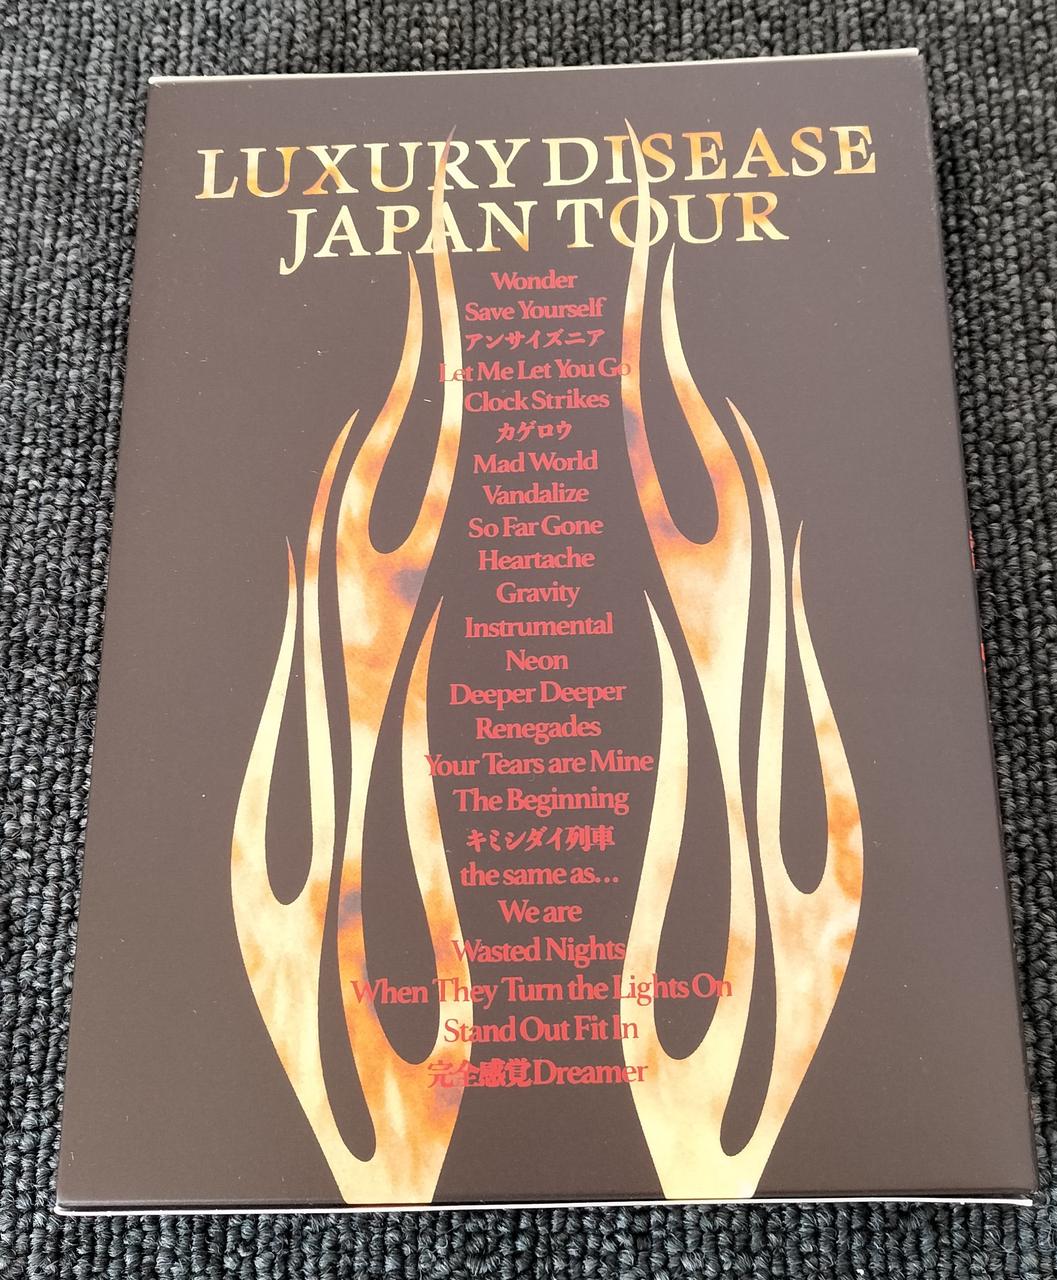 LUXURY DISEASE
JAPAN TOUR
Wonder
Save Yourself
アンサイズニア
Let Me Let You Go
Clock Strikes
カゲロウ
Mad World
Vandalize
So Far Gone
Heartache
Gravity
Instrumental
Neon
Deeper Deeper
Renegades
Your Tears are Mine
The Beginning
キミシダイ列車
the same as...
We are
Wasted Nights
When They Turn the Lights On
Stand Out Fit In
完全感覚Dreamer